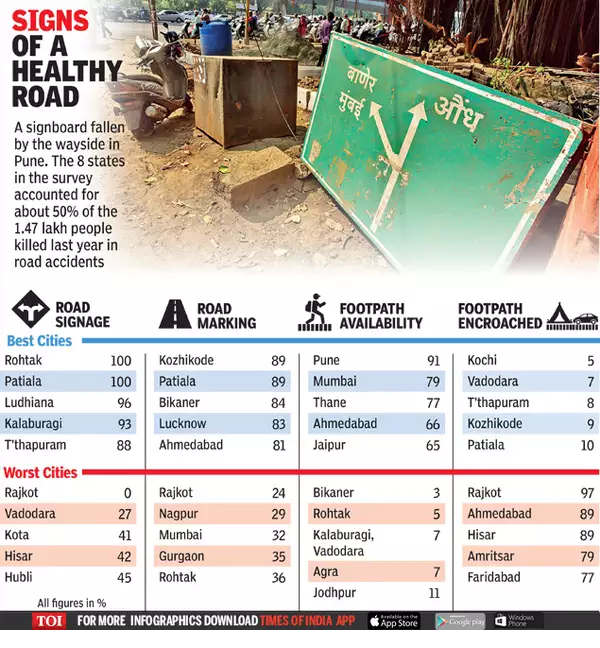 SIGNS
OF A
HEALTHY
ROAD
A signboard fallen
by the wayside in
Pune. The 8 states
in the survey
accounted for
about 50% of the
1.47 lakh people
killed last year in
road accidents
बाणेर
मुंबई
औंध
ROAD
SIGNAGE
ROAD
MARKING
FOOTPATH
AVAILABILITY
FOOTPATH
ENCROACHED
Best Cities
Rohtak 100 Kozhikode 89 Pune 91 Kochi 5
Patiala 100 Patiala 89 Mumbai 79 Vadodara 7
Ludhiana 96 Bikaner 84 Thane 77 T'thapuram 8
Kalaburagi 93 Lucknow 83 Ahmedabad 66 Kozhikode 9
T'thapuram 88 Ahmedabad 81 Jaipur 65 Patiala 10
Worst Cities
Rajkot 0 Rajkot 24 Bikaner 3 Rajkot 97
Vadodara 27 Nagpur 29 Rohtak 5 Ahmedabad 89
Kota 41 Mumbai 32 Kalaburagi, 7 Hisar 89
Vadodara
Hisar 42 Gurgaon 35 Agra 7 Amritsar 79
Hubli 45 Rohtak 36 Jodhpur 11 Faridabad 77
All figures in %
TOI FOR MORE INFOGRAPHICS DOWNLOAD TIMES OF INDIA APP
Available on the
App Store
Google play
Windows
Phone